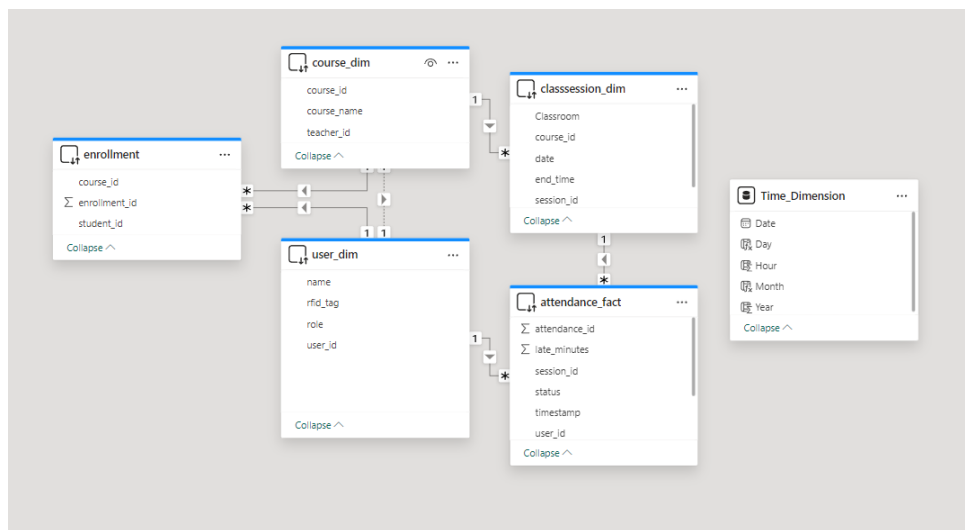 course_dim
course_id
course_name
teacher_id
Collapse
classsession_dim
Classroom
course_id
date
end_time
session_id
Collapse
enrollment
course_id
Σ enrollment_id
student_id
Collapse
Time_Dimension
Date
Day
Hour
Month
Year
Collapse
user_dim
name
rfid_tag
role
user_id
Collapse
attendance_fact
Σ attendance_id
Σ late_minutes
session_id
status
timestamp
user_id
Collapse
1
*
*
*
1
1
1
*
1
*